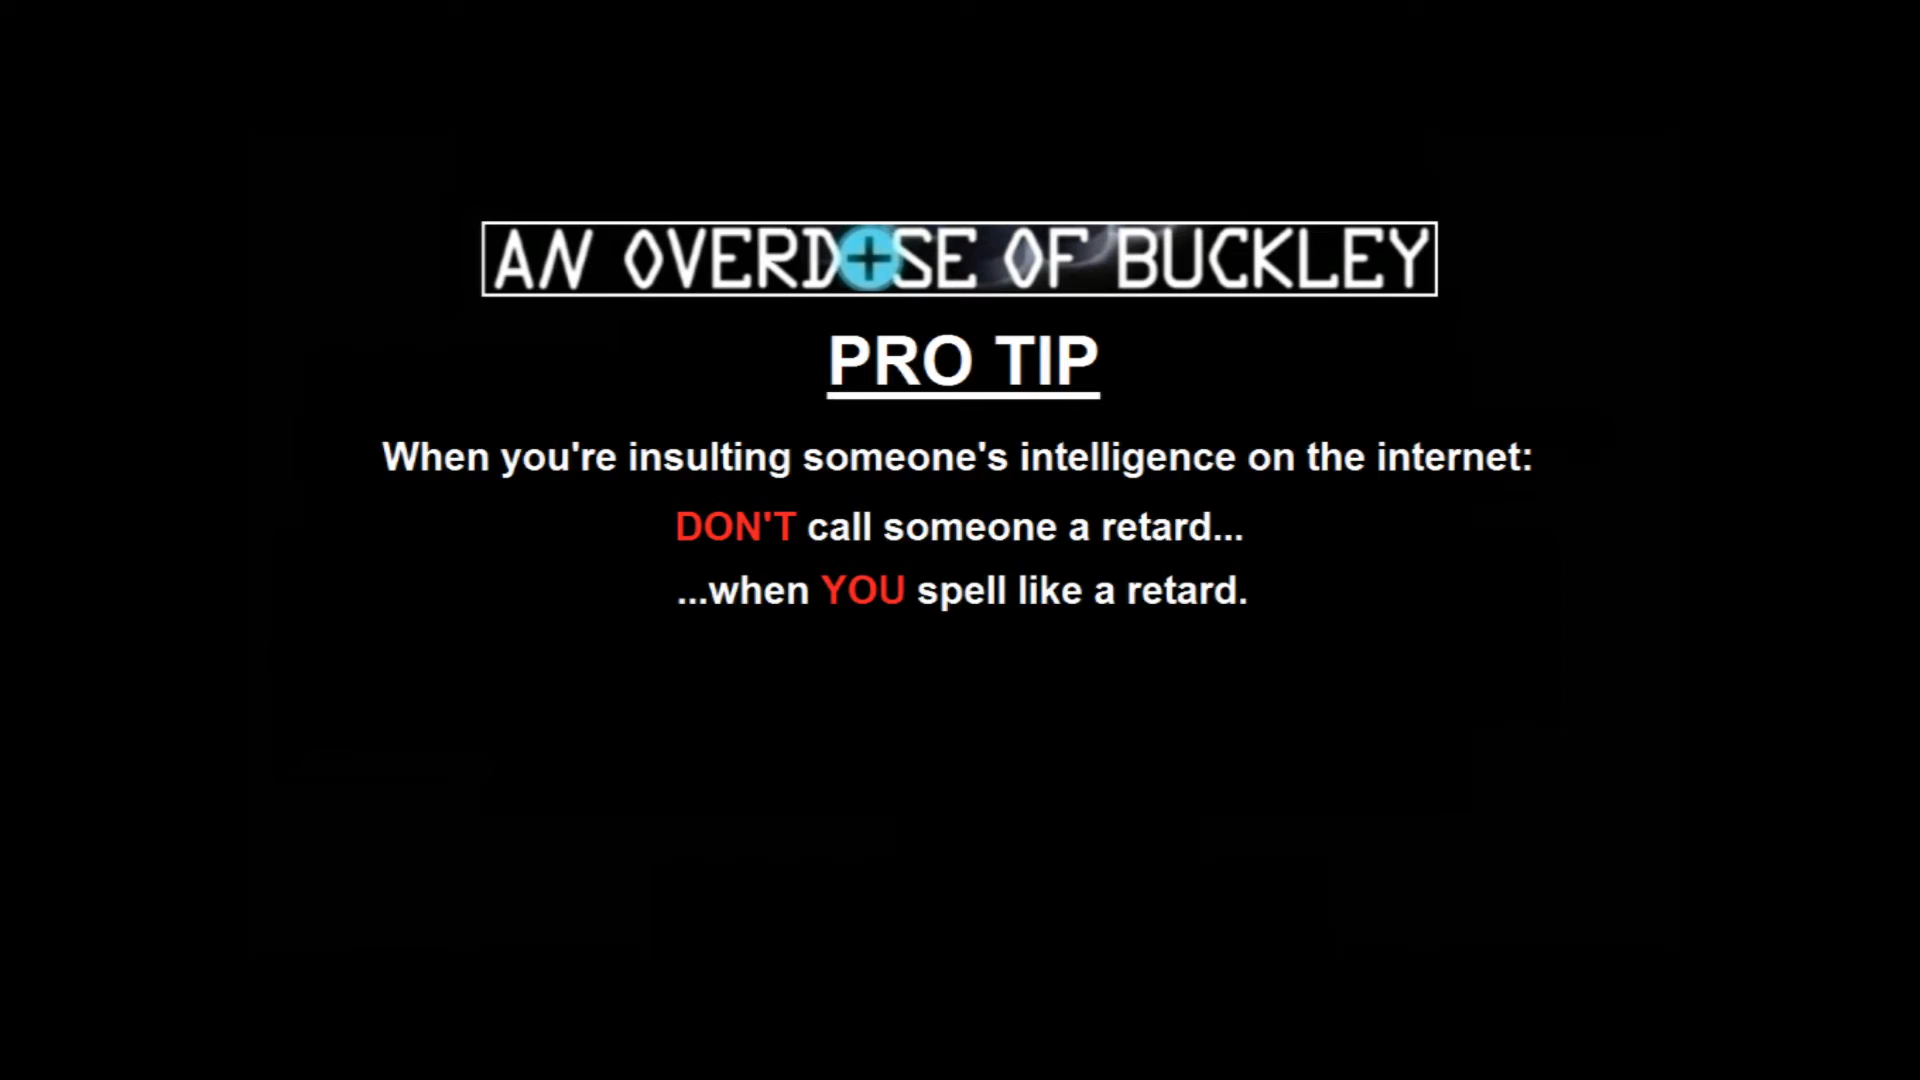 AN OVERDOSE OF BUCKLEY
PRO TIP
When you're insulting someone's intelligence on the internet:
DON'T call someone a retard...
...when YOU spell like a retard.